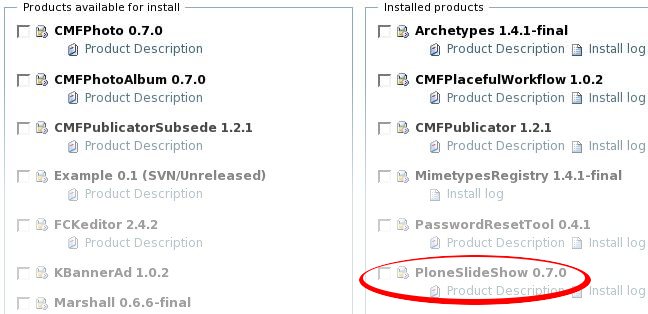 Products available for install
CMFPhoto 0.7.0
Product Description
CMFPhotoAlbum 0.7.0
Product Description
CMFPublicatorSubsede 1.2.1
Product Description
Example 0.1 (SVN/Unreleased)
Product Description
FCKeditor 2.4.2
Product Description
KBannerAd 1.0.2
Marshall 0.6.6-final
Installed products
Archetypes 1.4.1-final
Product Description Install log
CMFPlacefulWorkflow 1.0.2
Product Description Install log
CMFPublicator 1.2.1
Product Description Install log
MimetypesRegistry 1.4.1-final
Install log
PasswordResetTool 0.4.1
Product Description Install log
PloneSlideShow 0.7.0
Product Description Install log